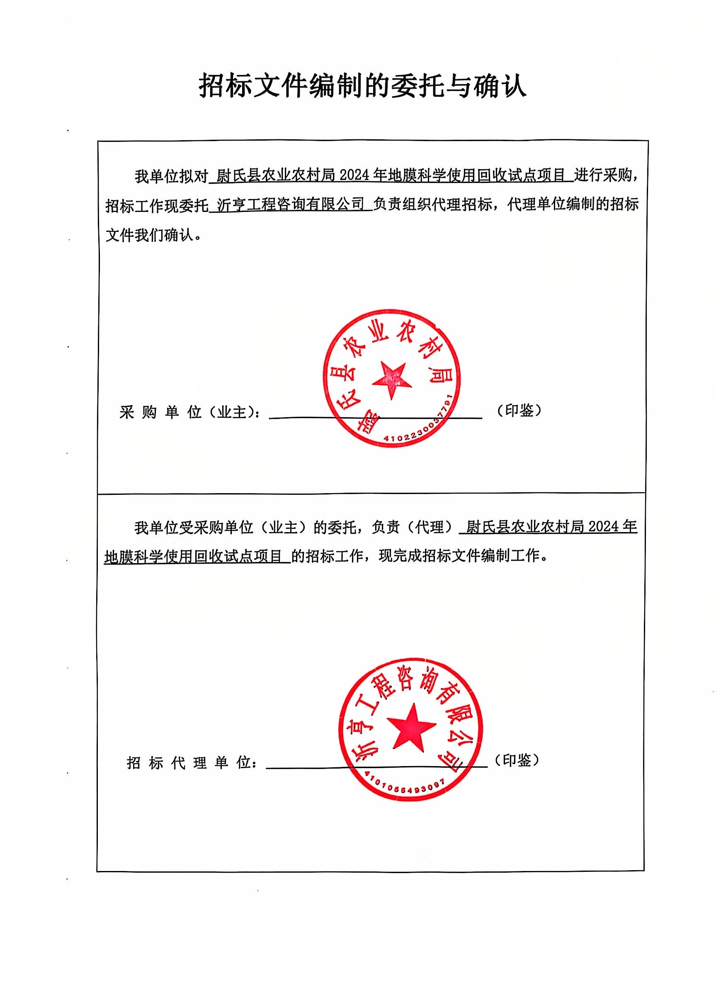 招标文件编制的委托与确认
我单位拟对 尉氏县农业农村局 2024 年地膜科学使用回收试点项目 进行采购，
招标工作现委托 沂亨工程咨询有限公司 负责组织代理招标，代理单位编制的招标
文件我们确认。
尉氏县农业农村局
4102230037791
采 购 单 位（业主）：
（印鉴）
我单位受采购单位（业主）的委托，负责（代理） 尉氏县农业农村局 2024 年
地膜科学使用回收试点项目 的招标工作，现完成招标文件编制工作。
沂亨工程咨询有限公司
4101055493097
招 标 代 理 单 位：
（印鉴）